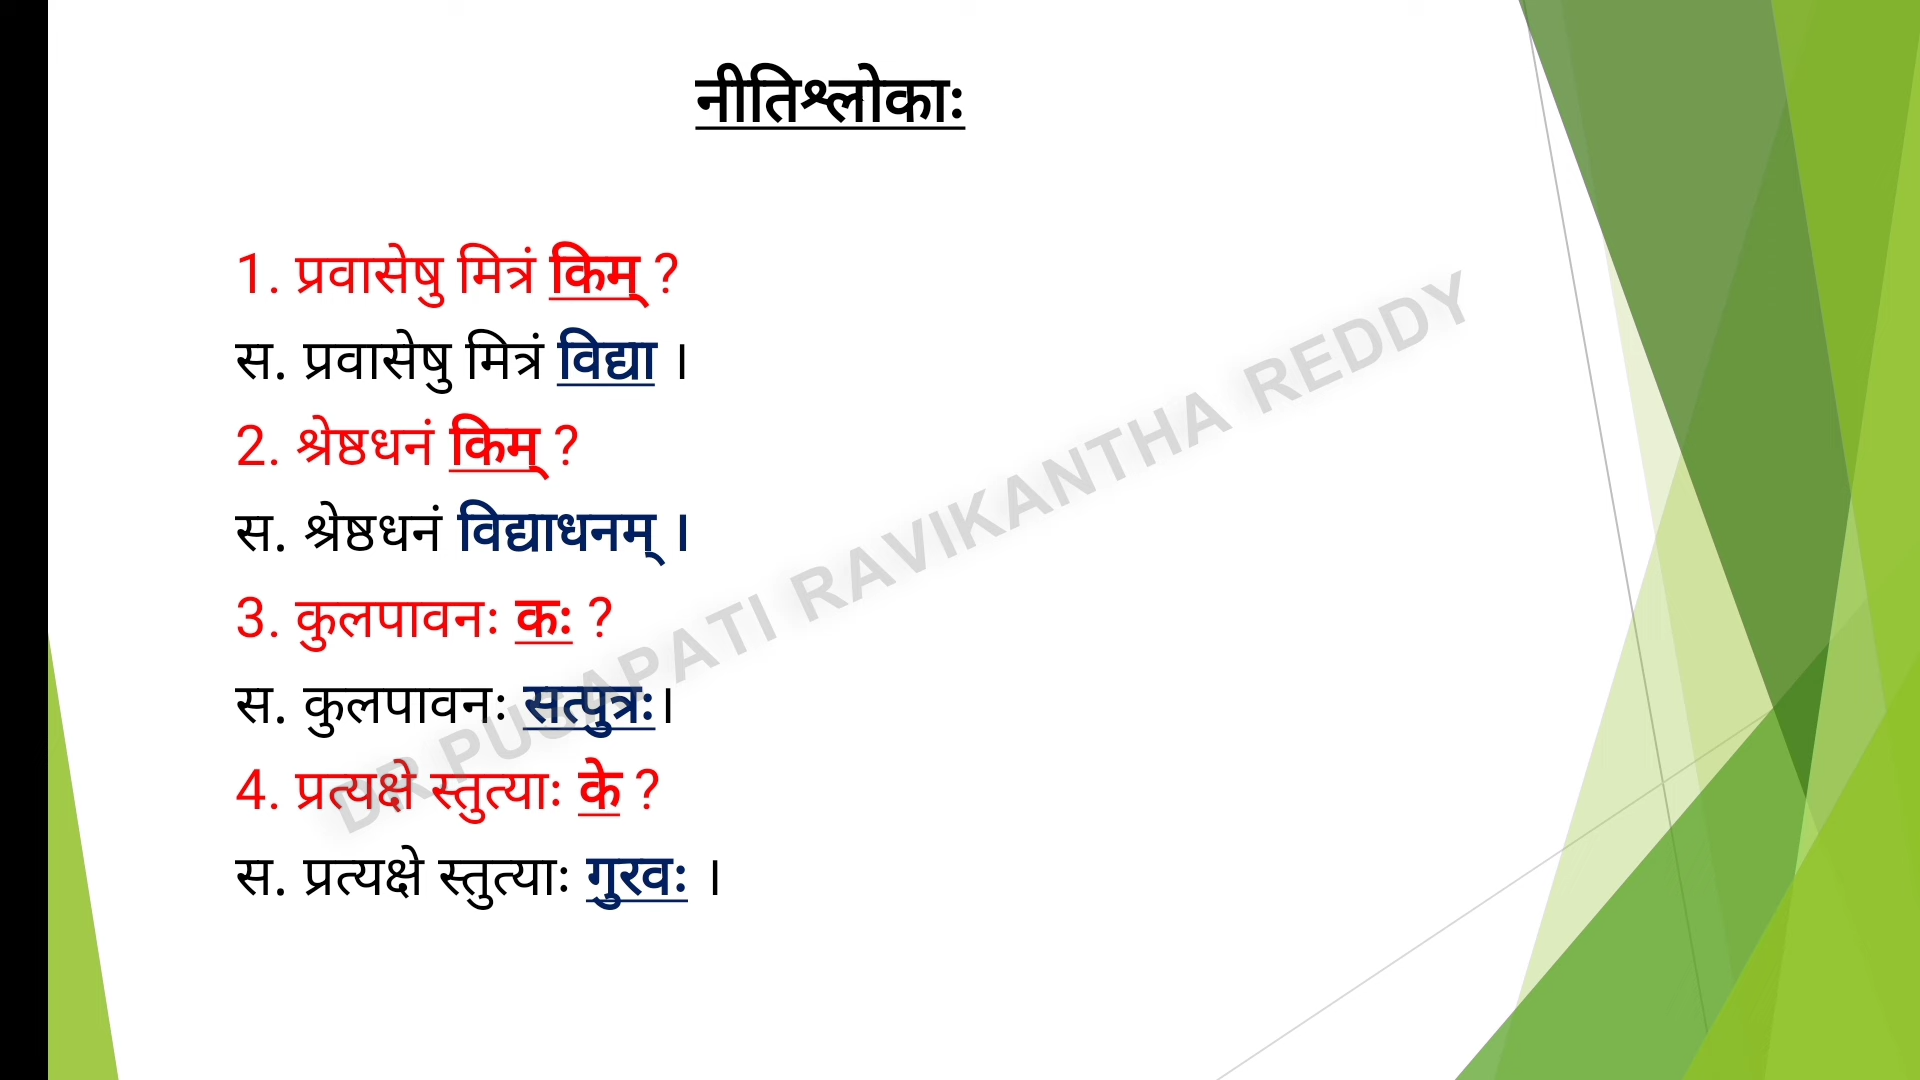 नीतिश्लोकाः
1. प्रवासेषु मित्रं किम् ?
स. प्रवासेषु मित्रं विद्या ।
2. श्रेष्ठधनं किम् ?
स. श्रेष्ठधनं विद्याधनम् ।
3. कुलपावनः कः ?
स. कुलपावनः सत्पुत्रः।
4. प्रत्यक्षे स्तुत्याः के ?
स. प्रत्यक्षे स्तुत्याः गुरवः ।
DR PUSAPATI RAVIKANTHA REDDY